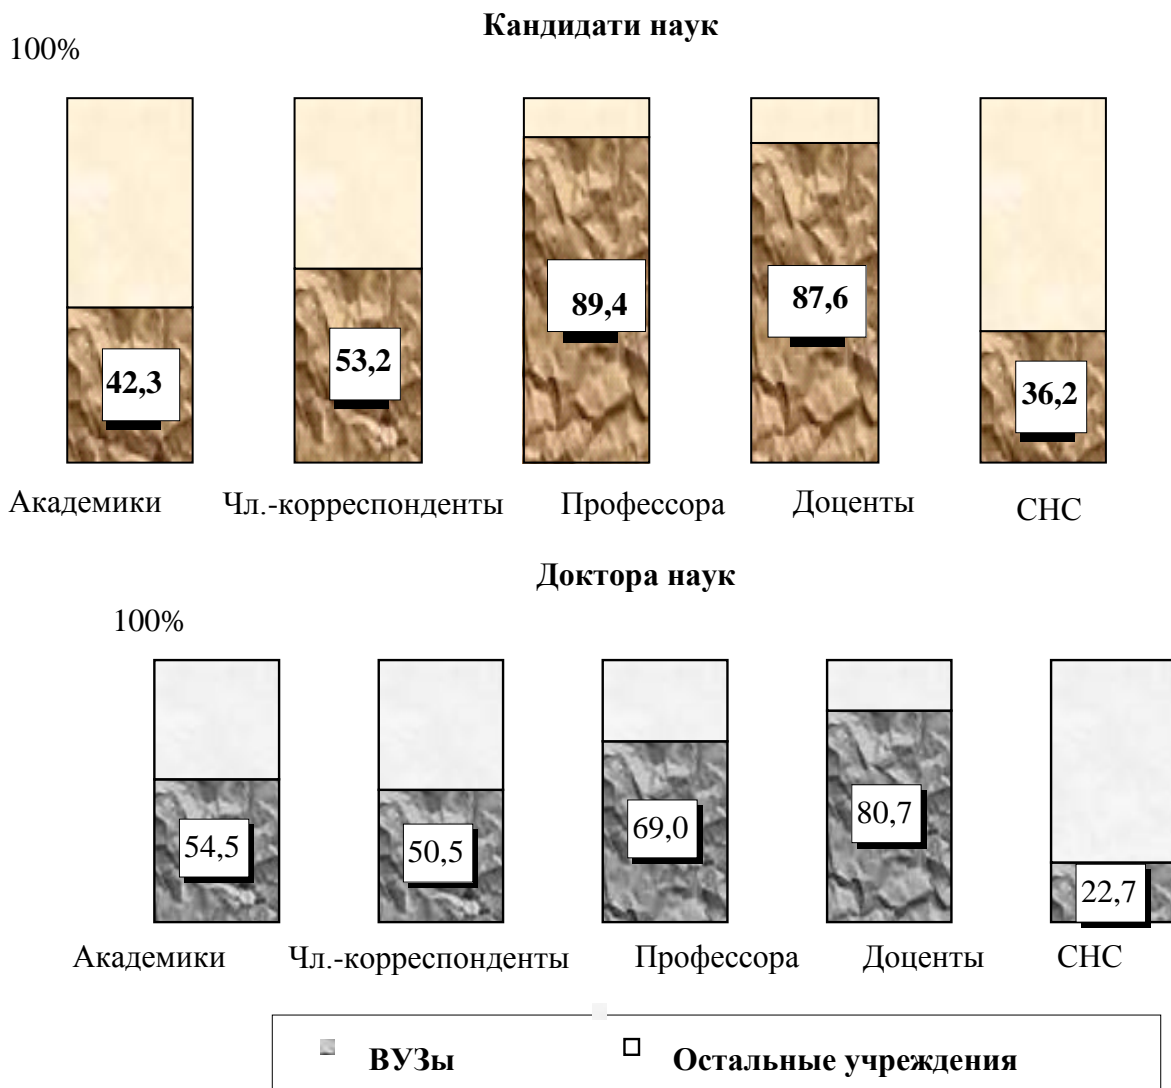 Кандидати наук
100%
42,3
53,2
89,4
87,6
36,2
Академики Чл.-корреспонденты Профессора Доценты СНС
Доктора наук
100%
54,5
50,5
69,0
80,7
22,7
Академики Чл.-корреспонденты Профессора Доценты СНС
ВУЗы Остальные учреждения